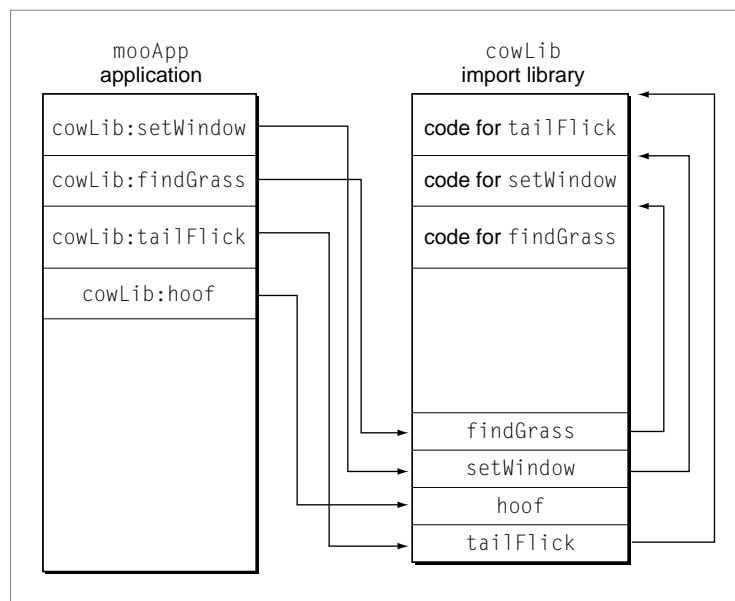 mooApp
application
cowLib:setWindow
cowLib:findGrass
cowLib:tailFlick
cowLib:hoof
cowLib
import library
code for tailFlick
code for setWindow
code for findGrass
findGrass
setWindow
hoof
tailFlick